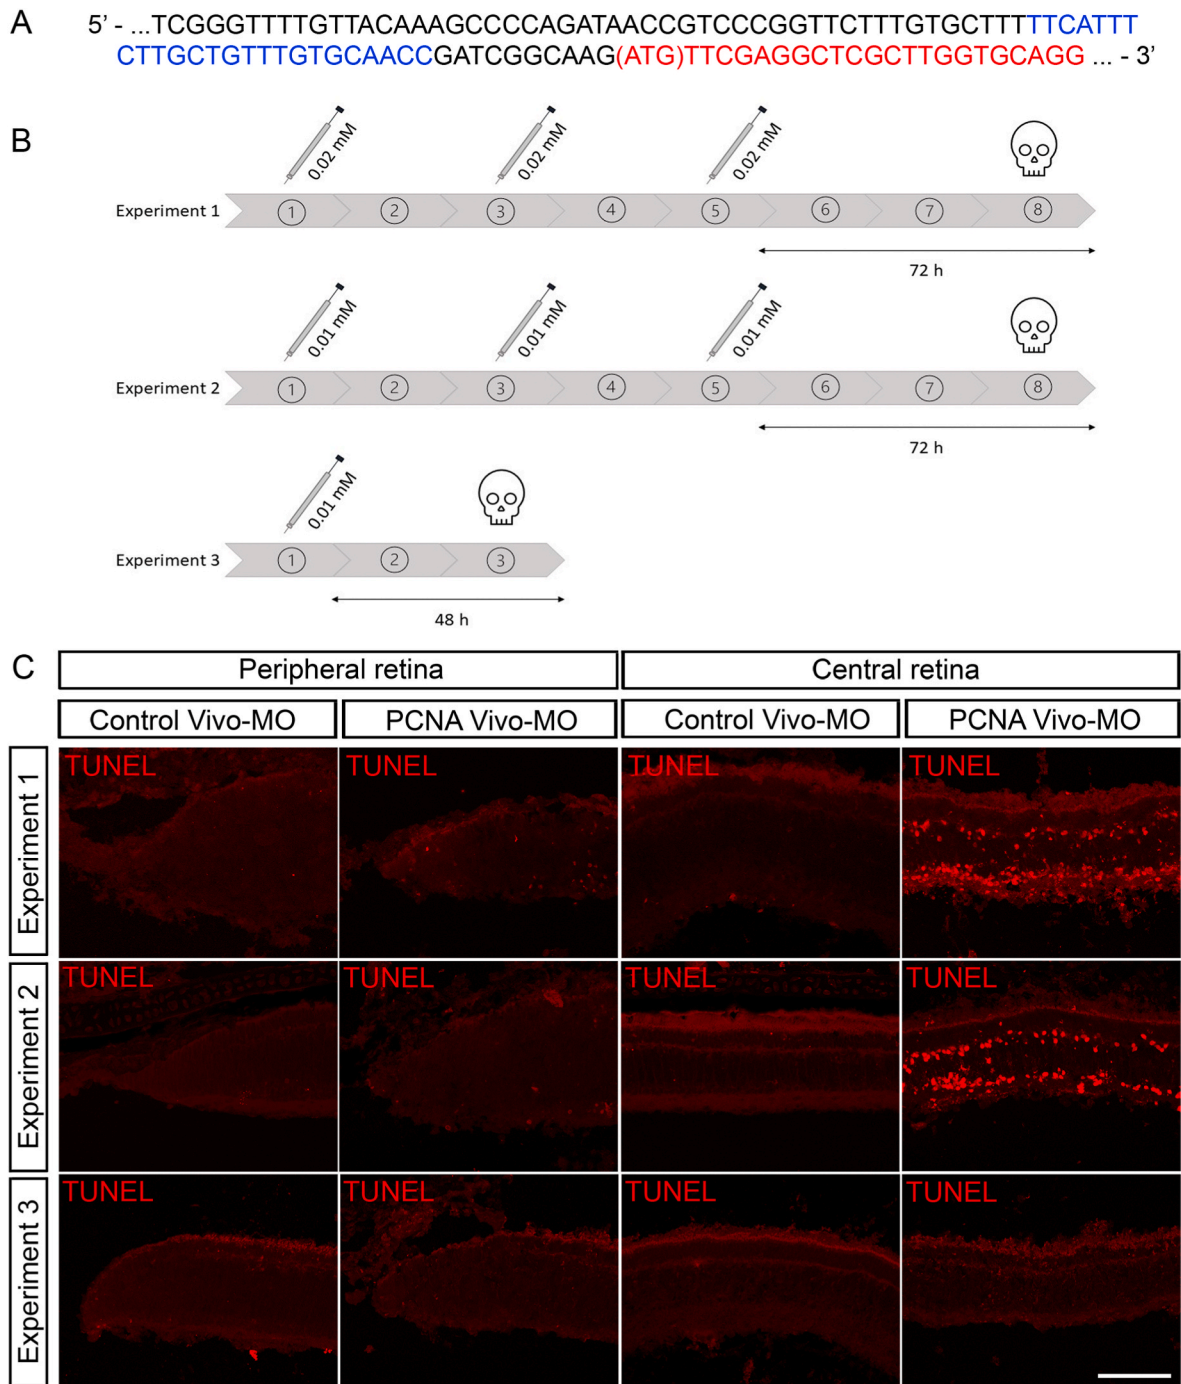 A
5’ - ...TCGGGTTTTGTTACAAAGCCCCAGATAACCGTCCCGGTTCTTTGTGCTTTTTCATTT
CTTGCTGTTTGTGCAACCGATCGGCAAG(ATG)TTCGAGGCTCGCTTGGTGCAGG ... - 3’
B
0.02 mM 0.02 mM 0.02 mM
Experiment 1 1 2 3 4 5 6 7 8
72 h
0.01 mM 0.01 mM 0.01 mM
Experiment 2 1 2 3 4 5 6 7 8
72 h
0.01 mM
Experiment 3 1 2 3
48 h
C
Peripheral retina Central retina
Control Vivo-MO PCNA Vivo-MO Control Vivo-MO PCNA Vivo-MO
Experiment 1
TUNEL TUNEL TUNEL TUNEL
Experiment 2
TUNEL TUNEL TUNEL TUNEL
Experiment 3
TUNEL TUNEL TUNEL TUNEL